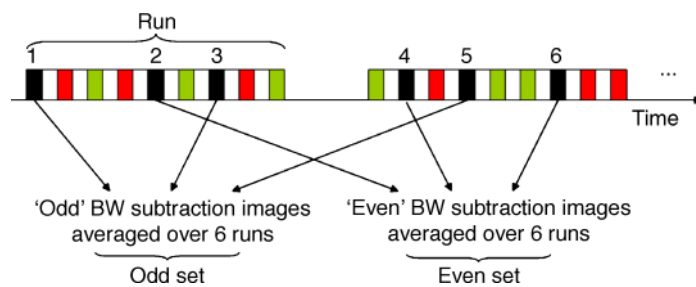 Run
1 2 3 4 5 6
...
Time
‘Odd’ BW subtraction images ‘Even’ BW subtraction images
averaged over 6 runs averaged over 6 runs
Odd set Even set